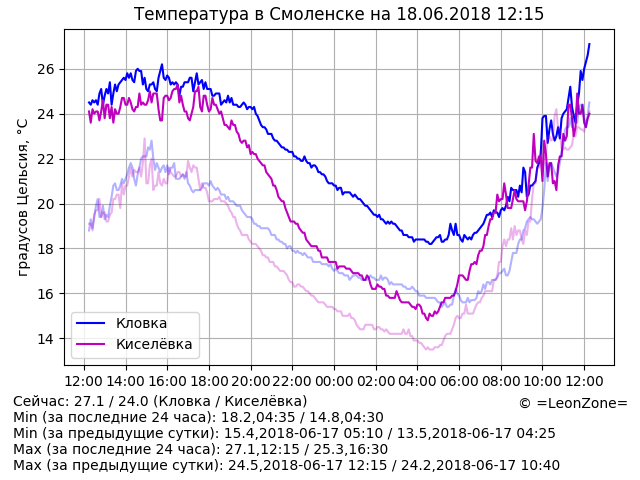 Температура в Смоленске на 18.06.2018 12:15
градусов Цельсия, °C
26
24
22
20
18
16
14
Кловка
Киселёвка
12:00 14:00 16:00 18:00 20:00 22:00 00:00 02:00 04:00 06:00 08:00 10:00 12:00
Сейчас: 27.1 / 24.0 (Кловка / Киселёвка)
© =LeonZone=
Min (за последние 24 часа): 18.2,04:35 / 14.8,04:30
Min (за предыдущие сутки): 15.4,2018-06-17 05:10 / 13.5,2018-06-17 04:25
Max (за последние 24 часа): 27.1,12:15 / 25.3,16:30
Max (за предыдущие сутки): 24.5,2018-06-17 12:15 / 24.2,2018-06-17 10:40